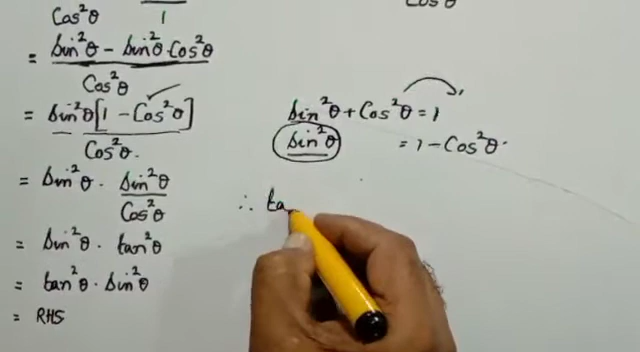 Cos²θ 1
Cos θ
= Sin²θ - Sin²θ·Cos²θ
Cos²θ
= Sin²θ[1 - Cos²θ]
Cos²θ.
= Sin²θ · Sin²θ
Cos²θ
= Sin²θ · tan²θ
= tan²θ · Sin²θ
= RHS
Sin²θ + Cos²θ = 1
Sin²θ = 1 - Cos²θ.
∴ ta